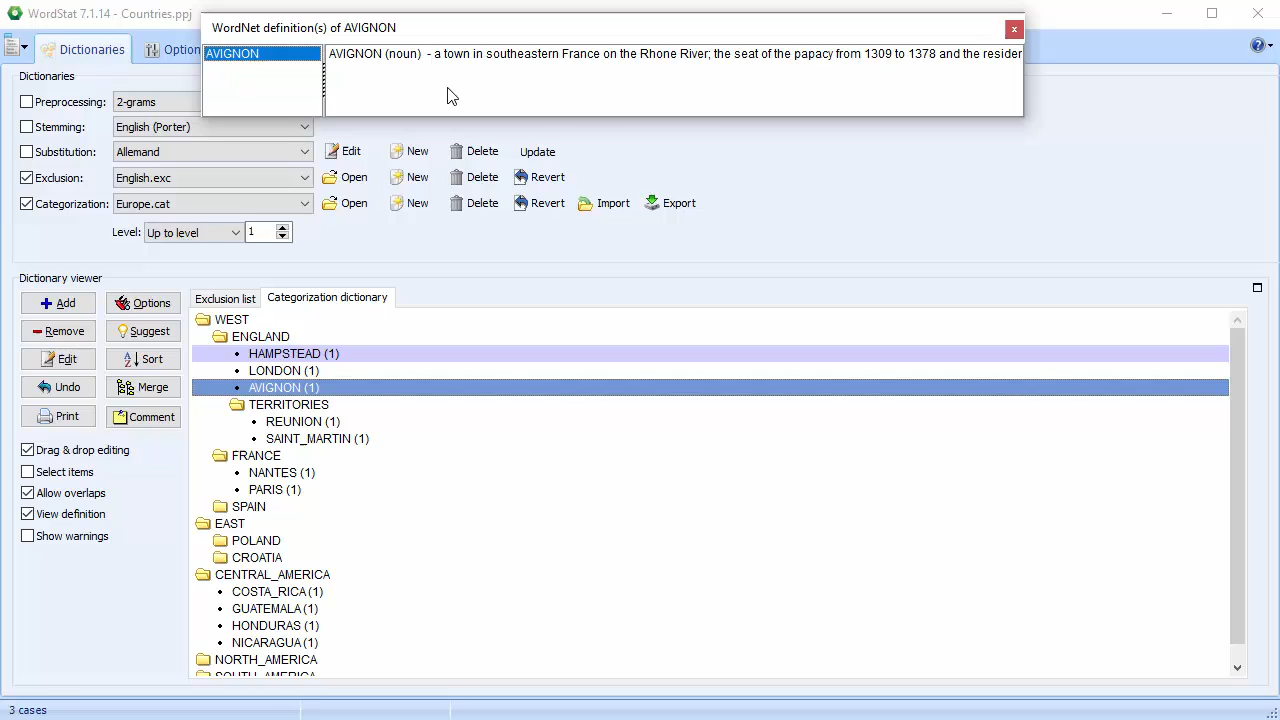 WordStat 7.1.14 - Countries.ppj
WordNet definition(s) of AVIGNON
AVIGNON
AVIGNON (noun) - a town in southeastern France on the Rhone River; the seat of the papacy from 1309 to 1378 and the resider
Dictionaries
Option
Dictionaries
Preprocessing: 2-grams
Stemming: English (Porter)
Substitution: Allemand Edit New Delete Update
Exclusion: English.exc Open New Delete Revert
Categorization: Europe.cat Open New Delete Revert Import Export
Level: Up to level 1
Dictionary viewer
Add Options
Remove Suggest
Edit Sort
Undo Merge
Print Comment
Drag & drop editing
Select items
Allow overlaps
View definition
Show warnings
Exclusion list Categorization dictionary
WEST
ENGLAND
HAMPSTEAD (1)
LONDON (1)
AVIGNON (1)
TERRITORIES
REUNION (1)
SAINT_MARTIN (1)
FRANCE
NANTES (1)
PARIS (1)
SPAIN
EAST
POLAND
CROATIA
CENTRAL_AMERICA
COSTA_RICA (1)
GUATEMALA (1)
HONDURAS (1)
NICARAGUA (1)
NORTH_AMERICA
SOUTH_AMERICA
3 cases